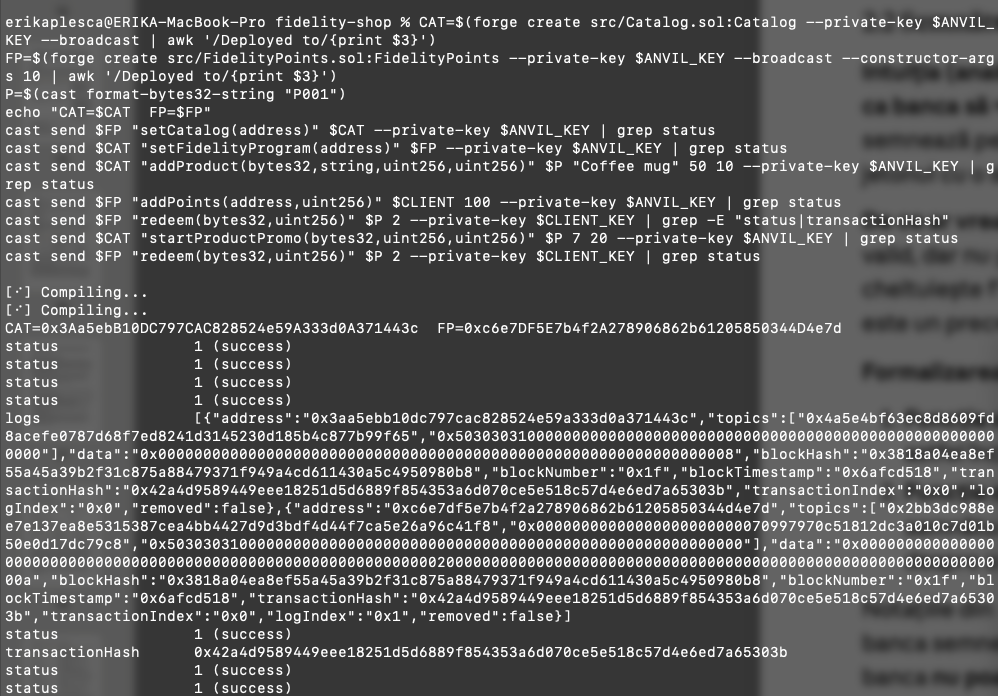 erikaplesca@ERIKA-MacBook-Pro fidelity-shop % CAT=$(forge create src/Catalog.sol:Catalog --private-key $ANVIL_
KEY --broadcast | awk '/Deployed to/{print $3}')
FP=$(forge create src/FidelityPoints.sol:FidelityPoints --private-key $ANVIL_KEY --broadcast --constructor-arg
s 10 | awk '/Deployed to/{print $3}')
P=$(cast format-bytes32-string "P001")
echo "CAT=$CAT  FP=$FP"
cast send $FP "setCatalog(address)" $CAT --private-key $ANVIL_KEY | grep status
cast send $CAT "setFidelityProgram(address)" $FP --private-key $ANVIL_KEY | grep status
cast send $CAT "addProduct(bytes32,string,uint256,uint256)" $P "Coffee mug" 50 10 --private-key $ANVIL_KEY | g
rep status
cast send $FP "addPoints(address,uint256)" $CLIENT 100 --private-key $ANVIL_KEY | grep status
cast send $FP "redeem(bytes32,uint256)" $P 2 --private-key $CLIENT_KEY | grep -E "status|transactionHash"
cast send $CAT "startProductPromo(bytes32,uint256,uint256)" $P 7 20 --private-key $ANVIL_KEY | grep status
cast send $FP "redeem(bytes32,uint256)" $P 2 --private-key $CLIENT_KEY | grep status
[⠊] Compiling...
[⠊] Compiling...
CAT=0x3Aa5ebB10DC797CAC828524e59A333d0A371443c  FP=0xc6e7DF5E7b4f2A278906862b61205850344D4e7d
status               1 (success)
status               1 (success)
status               1 (success)
status               1 (success)
logs                 [{"address":"0x3aa5ebb10dc797cac828524e59a333d0a371443c","topics":["0x4a5e4bf63ec8d8609fd
8acefe0787d68f7ed8241d3145230d185b4c877b99f65","0x503030310000000000000000000000000000000000000000000000000000
0000"],"data":"0x0000000000000000000000000000000000000000000000000000000000000008","blockHash":"0x3818a04ea8ef
55a45a39b2f31c875a88479371f949a4cd611430a5c4950980b8","blockNumber":"0x1f","blockTimestamp":"0x6afcd518","tran
sactionHash":"0x42a4d9589449eee18251d5d6889f854353a6d070ce5e518c57d4e6ed7a65303b","transactionIndex":"0x0","lo
gIndex":"0x0","removed":false},{"address":"0xc6e7df5e7b4f2a278906862b61205850344d4e7d","topics":["0x2bb3dc988e
e7e137ea8e5315387cea4bb4427d9d3bdf4d44f7ca5e26a96c41f8","0x00000000000000000000000070997970c51812dc3a010c7d01b
50e0d17dc79c8","0x5030303100000000000000000000000000000000000000000000000000000000"],"data":"0x000000000000000
00000000000000000000000000000000000000000000000020000000000000000000000000000000000000000000000000000000000000
00a","blockHash":"0x3818a04ea8ef55a45a39b2f31c875a88479371f949a4cd611430a5c4950980b8","blockNumber":"0x1f","bl
ockTimestamp":"0x6afcd518","transactionHash":"0x42a4d9589449eee18251d5d6889f854353a6d070ce5e518c57d4e6ed7a6530
3b","transactionIndex":"0x0","logIndex":"0x1","removed":false}]
status               1 (success)
transactionHash      0x42a4d9589449eee18251d5d6889f854353a6d070ce5e518c57d4e6ed7a65303b
status               1 (success)
status               1 (success)